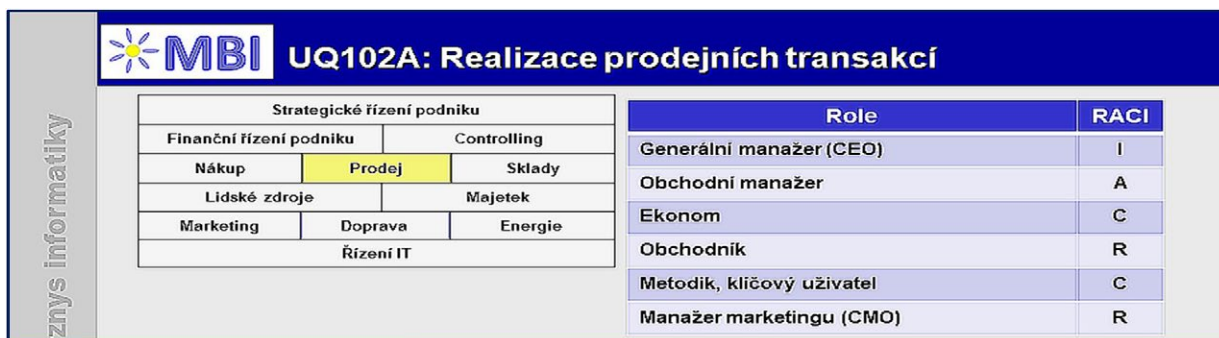 MBI UQ102A: Realizace prodejních transakcí
Strategické řízení podniku
Finanční řízení podniku Controlling
Nákup Prodej Sklady
Lidské zdroje Majetek
Marketing Doprava Energie
Řízení IT
Role RACI
Generální manažer (CEO) I
Obchodní manažer A
Ekonom C
Obchodník R
Metodik, klíčový uživatel C
Manažer marketingu (CMO) R
informatiky